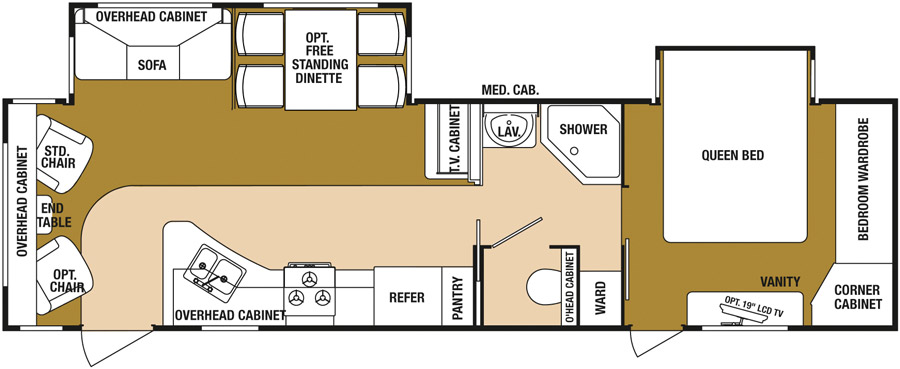 OVERHEAD CABINET
SOFA
OPT.
FREE
STANDING
DINETTE
MED. CAB.
LAV.
SHOWER
T.V. CABINET
QUEEN BED
BEDROOM WARDROBE
OVERHEAD CABINET
STD.
CHAIR
END
TABLE
OPT.
CHAIR
OVERHEAD CABINET
REFER
PANTRY
O'HEAD CABINET
WARD
VANITY
OPT. 19" LCD TV
CORNER
CABINET